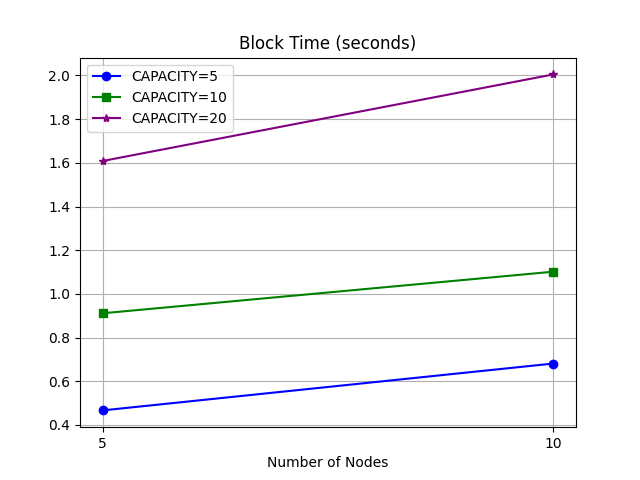 Block Time (seconds)
CAPACITY=5
CAPACITY=10
CAPACITY=20
2.0
1.8
1.6
1.4
1.2
1.0
0.8
0.6
0.4
5
10
Number of Nodes